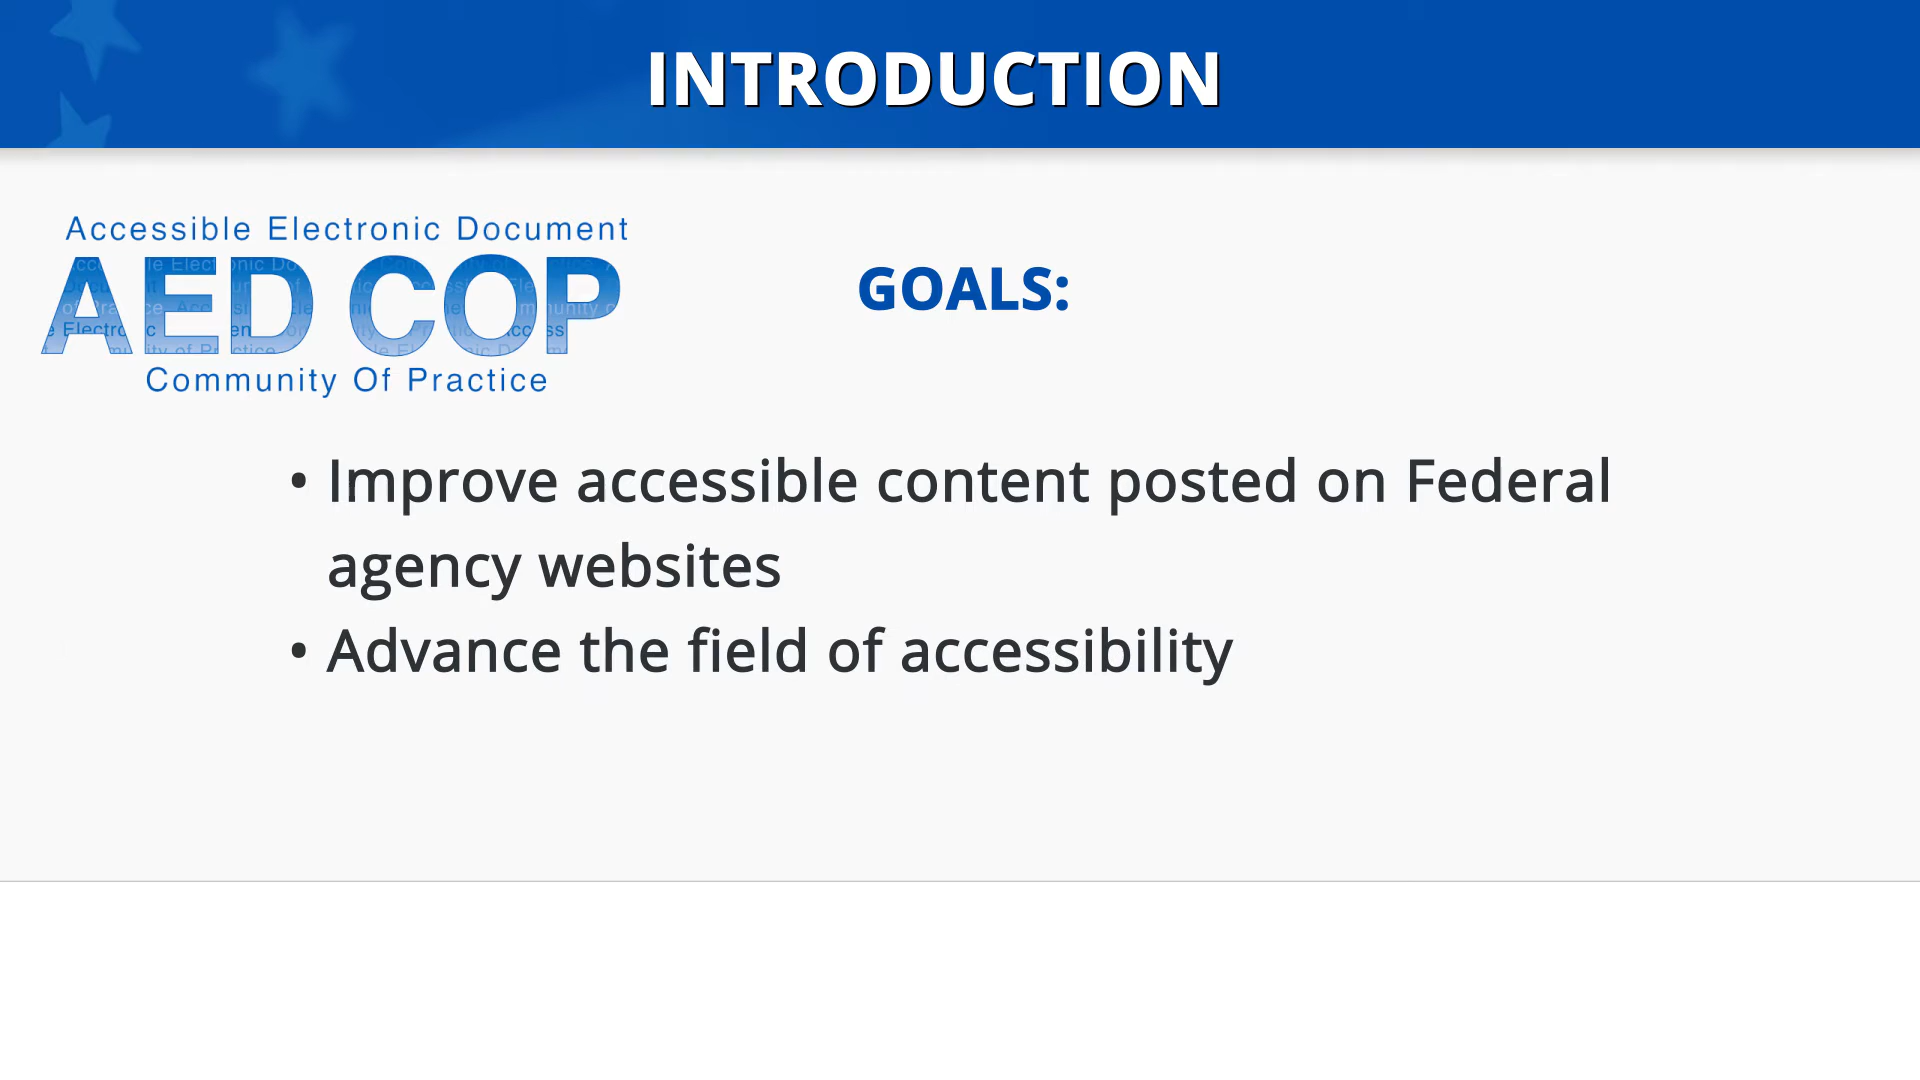 INTRODUCTION
Accessible Electronic Document
AED COP
Community Of Practice
GOALS:
• Improve accessible content posted on Federal
agency websites
• Advance the field of accessibility